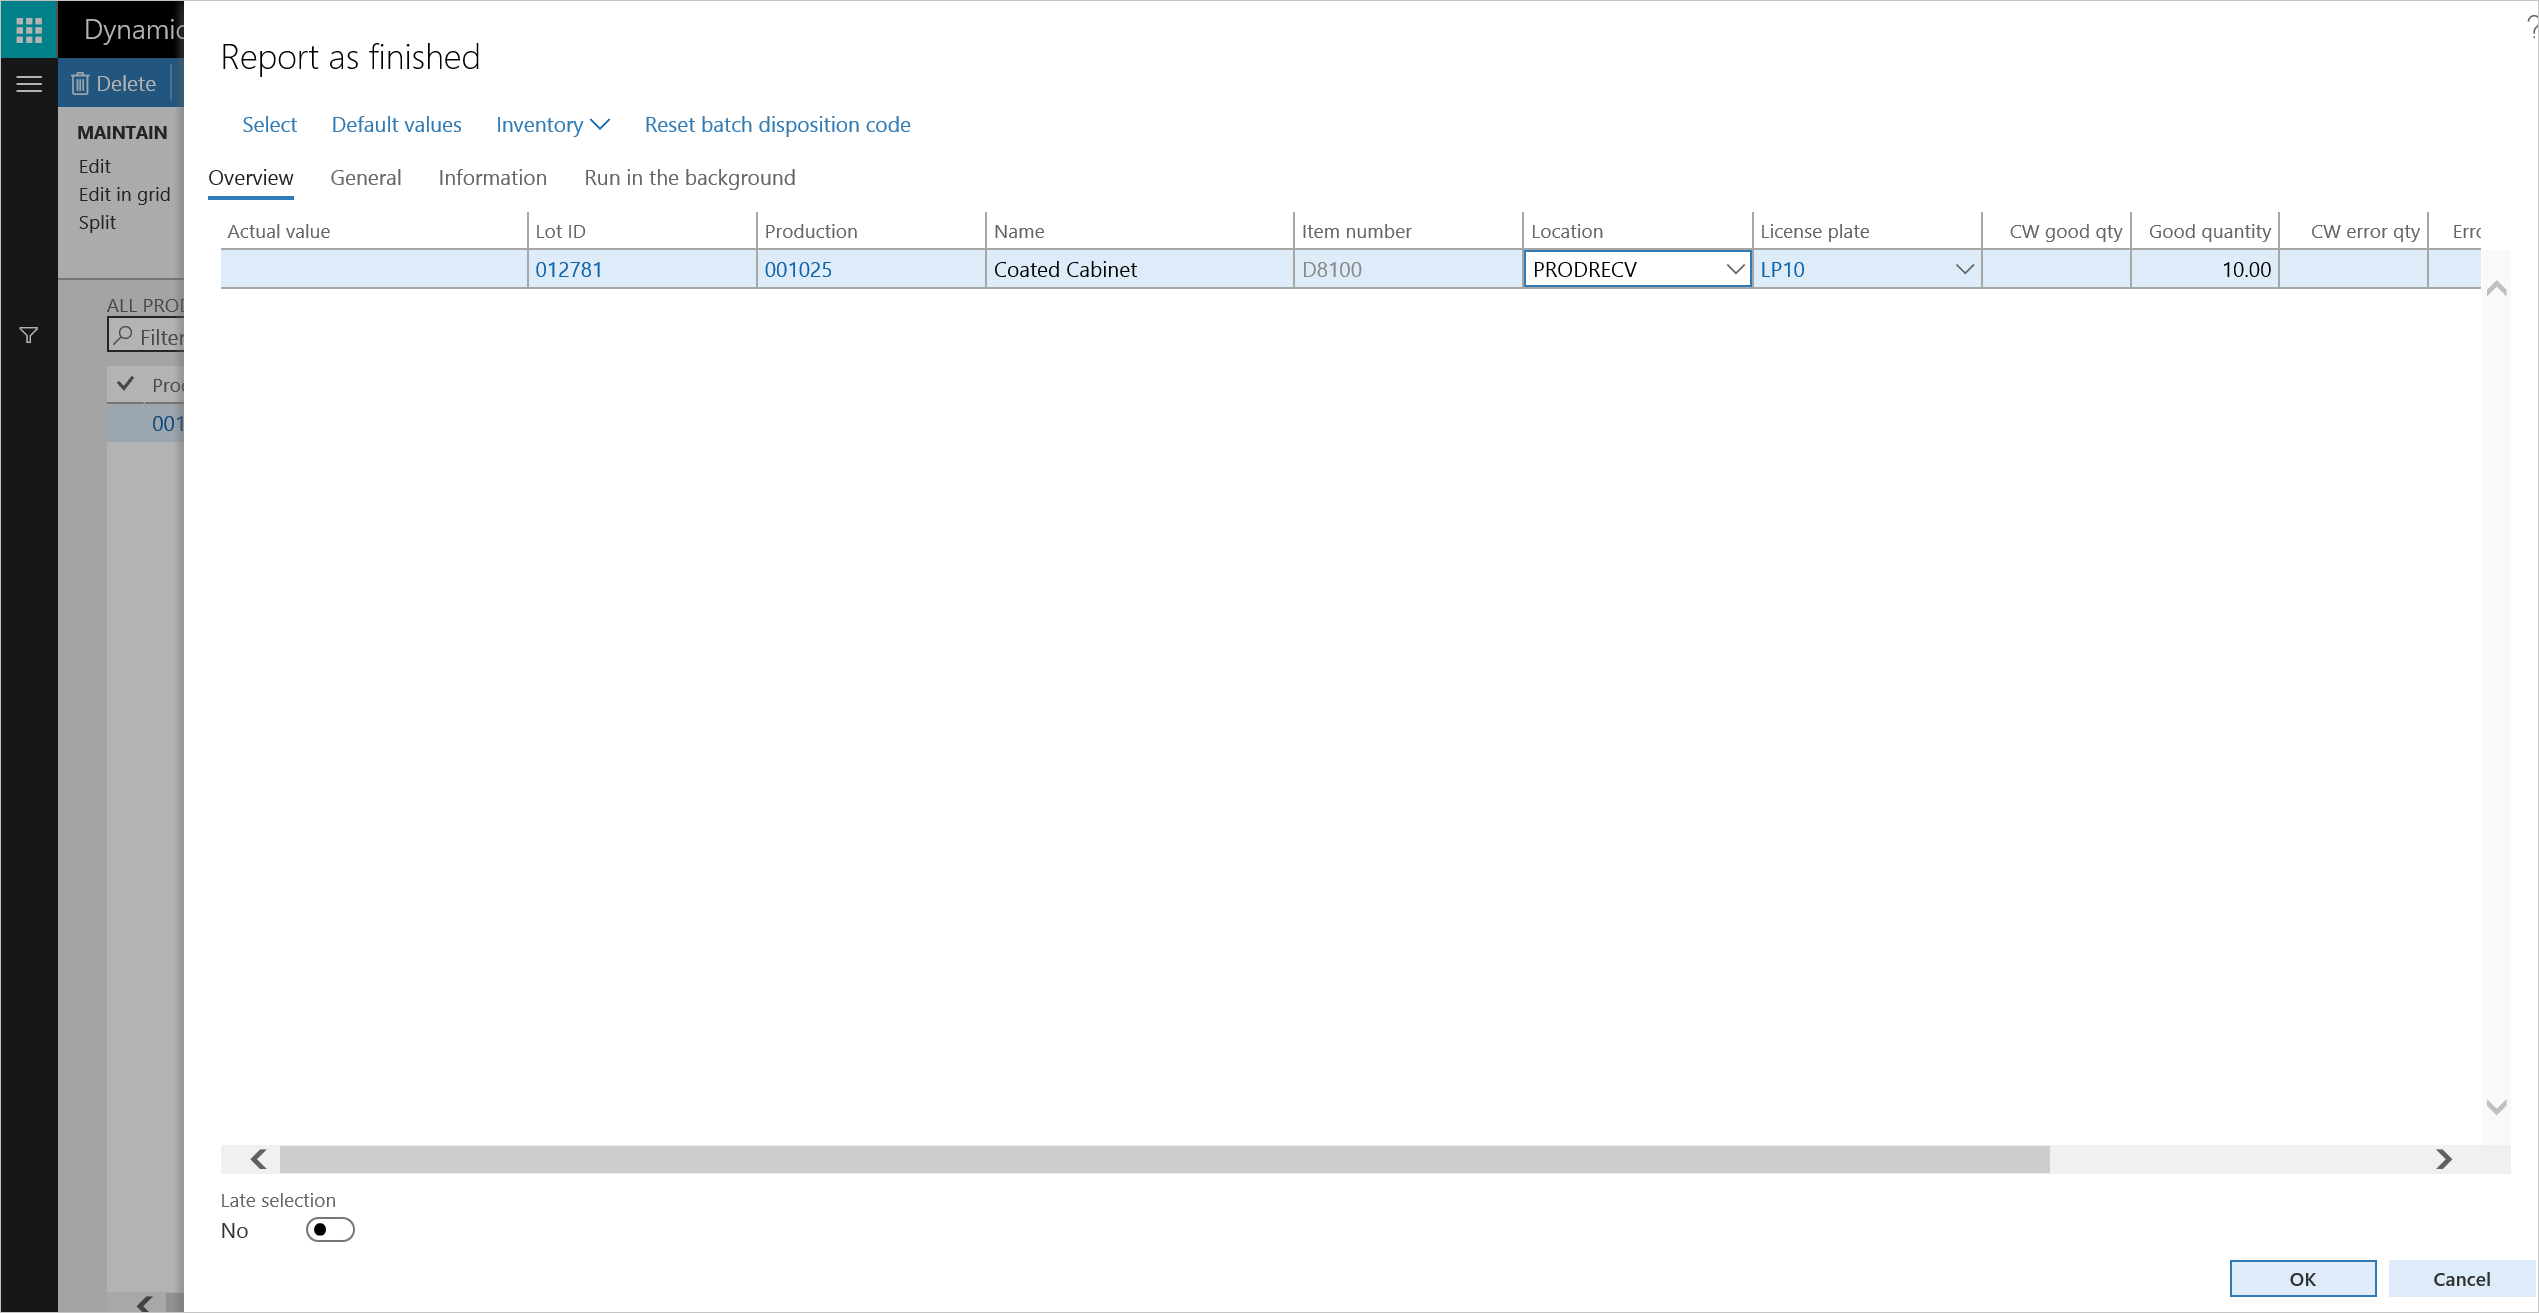 Dynamic
Report as finished
Delete
Select Default values Inventory Reset batch disposition code
MAINTAIN
Edit
Edit in grid
Split
Overview General Information Run in the background
Actual value Lot ID Production Name Item number Location License plate CW good qty Good quantity CW error qty Erro
012781 001025 Coated Cabinet D8100 PRODRECV LP10 10.00
ALL PROD
Filter
Proc
001
Late selection
No
OK Cancel